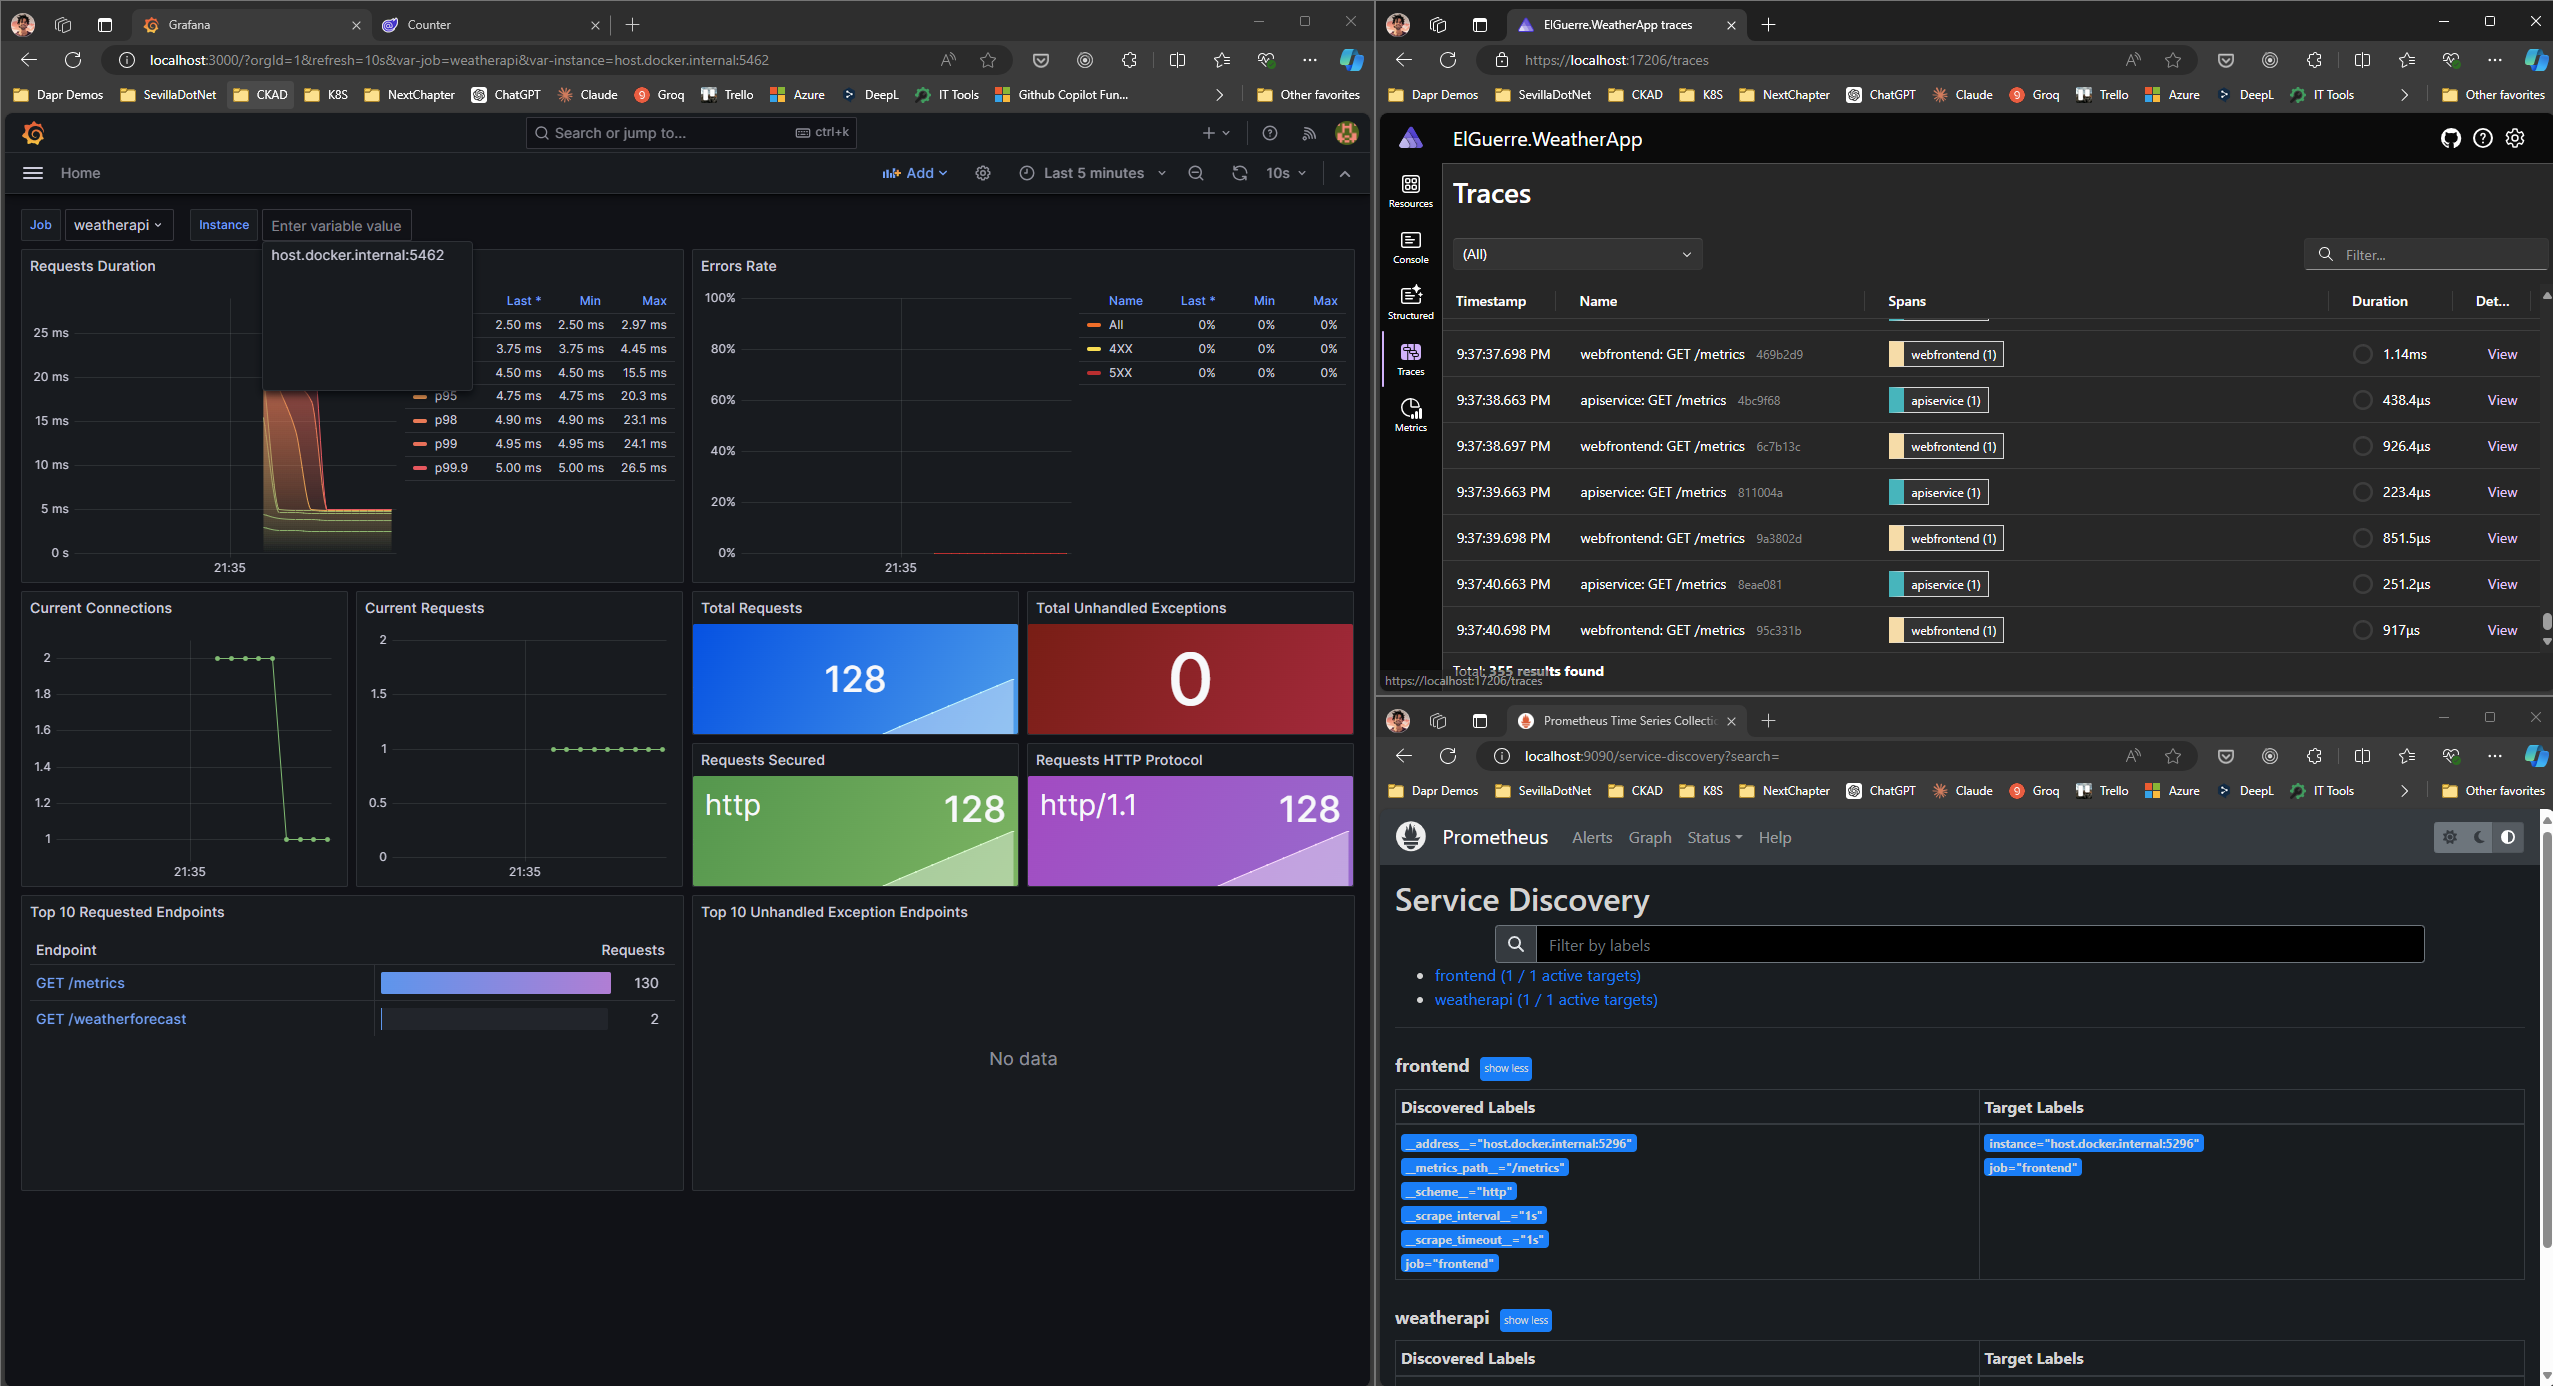 Grafana
Counter
localhost:3000/?orgId=1&refresh=10s&var-job=weatherapi&var-instance=host.docker.internal:5462
Dapr Demos SevillaDotNet CKAD K8S NextChapter ChatGPT Claude Groq Trello Azure DeepL IT Tools Github Copilot Fun... Other favorites
Search or jump to... ctrl+k
Home
Add Last 5 minutes 10s
Job weatherapi Instance Enter variable value
host.docker.internal:5462
Requests Duration
25 ms
20 ms
15 ms
10 ms
5 ms
0 s
21:35
Last * Min Max
2.50 ms 2.50 ms 2.97 ms
3.75 ms 3.75 ms 4.45 ms
4.50 ms 4.50 ms 15.5 ms
p95 4.75 ms 4.75 ms 20.3 ms
p98 4.90 ms 4.90 ms 23.1 ms
p99 4.95 ms 4.95 ms 24.1 ms
p99.9 5.00 ms 5.00 ms 26.5 ms
Errors Rate
100%
80%
60%
40%
20%
0%
21:35
Name Last * Min Max
All 0% 0% 0%
4XX 0% 0% 0%
5XX 0% 0% 0%
Current Connections
2
1.8
1.6
1.4
1.2
1
21:35
Current Requests
2
1.5
1
0.5
0
21:35
Total Requests
128
Total Unhandled Exceptions
0
Requests Secured
http 128
Requests HTTP Protocol
http/1.1 128
Top 10 Requested Endpoints
Endpoint Requests
GET /metrics 130
GET /weatherforecast 2
Top 10 Unhandled Exception Endpoints
No data
ElGuerre.WeatherApp traces
https://localhost:17206/traces
Dapr Demos SevillaDotNet CKAD K8S NextChapter ChatGPT Claude Groq Trello Azure DeepL IT Tools Other favorites
ElGuerre.WeatherApp
Resources
Console
Structured
Traces
Metrics
Traces
(All) Filter...
Timestamp Name Spans Duration Det...
9:37:37.698 PM webfrontend: GET /metrics 469b2d9 webfrontend (1) 1.14ms View
9:37:38.663 PM apiservice: GET /metrics 4bc9f68 apiservice (1) 438.4μs View
9:37:38.697 PM webfrontend: GET /metrics 6c7b13c webfrontend (1) 926.4μs View
9:37:39.663 PM apiservice: GET /metrics 811004a apiservice (1) 223.4μs View
9:37:39.698 PM webfrontend: GET /metrics 9a3802d webfrontend (1) 851.5μs View
9:37:40.663 PM apiservice: GET /metrics 8eae081 apiservice (1) 251.2μs View
9:37:40.698 PM webfrontend: GET /metrics 95c331b webfrontend (1) 917μs View
Total: 355 results found
https://localhost:17206/traces
Prometheus Time Series Collectio
localhost:9090/service-discovery?search=
Dapr Demos SevillaDotNet CKAD K8S NextChapter ChatGPT Claude Groq Trello Azure DeepL IT Tools Other favorites
Prometheus Alerts Graph Status Help
Service Discovery
Filter by labels
frontend (1 / 1 active targets)
weatherapi (1 / 1 active targets)
frontend show less
Discovered Labels Target Labels
__address__="host.docker.internal:5296" instance="host.docker.internal:5296"
__metrics_path__="/metrics" job="frontend"
__scheme__="http"
__scrape_interval__="1s"
__scrape_timeout__="1s"
job="frontend"
weatherapi show less
Discovered Labels Target Labels